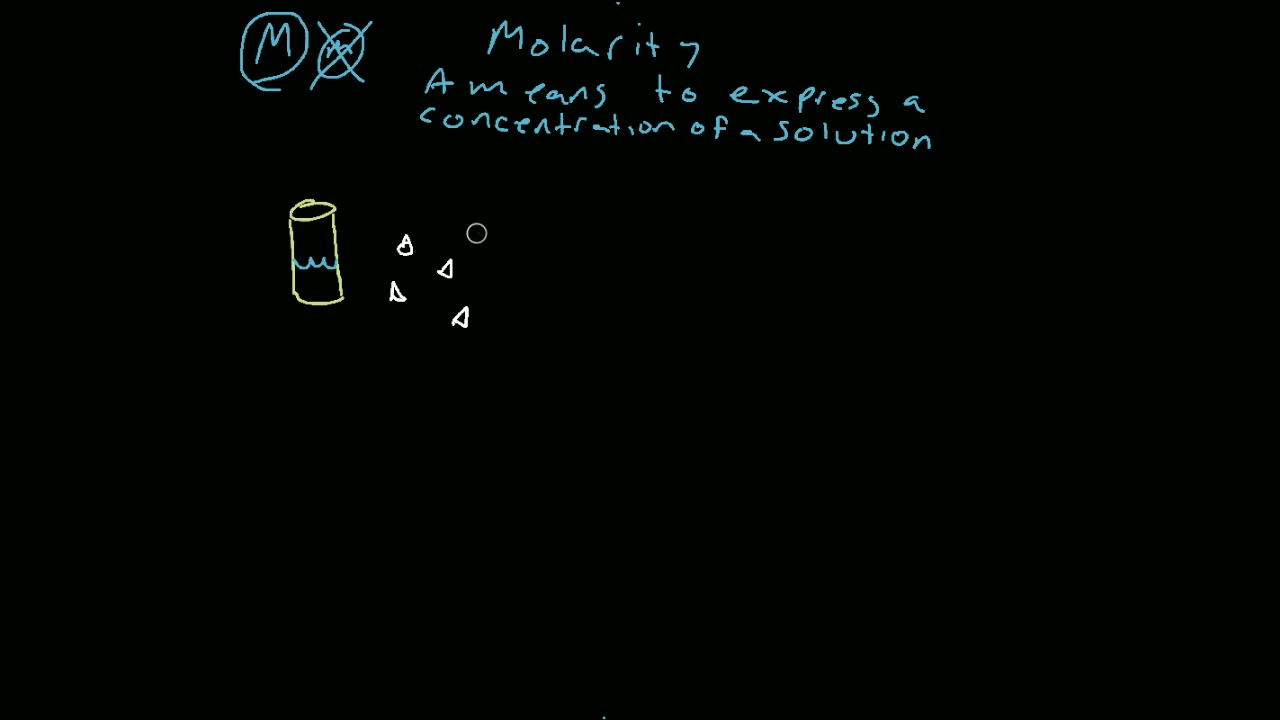 M m Molarity
A means to express a
concentration of a solution